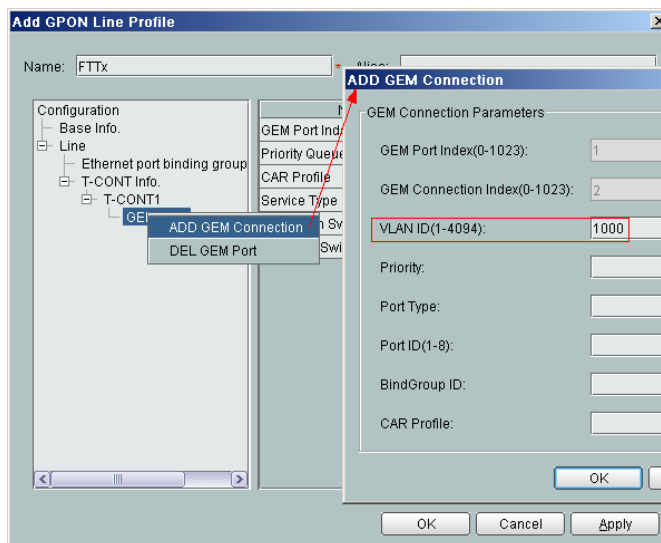 Add GPON Line Profile
Name: FTTx * Alias:
Configuration
Base Info.
Line
Ethernet port binding group
T-CONT Info.
T-CONT1
GEM Port Ind
Priority Queue
CAR Profile
Service Type
Swi
ADD GEM Connection
DEL GEM Port
ADD GEM Connection
GEM Connection Parameters
GEM Port Index(0-1023): 1
GEM Connection Index(0-1023): 2
VLAN ID(1-4094): 1000
Priority:
Port Type:
Port ID(1-8):
BindGroup ID:
CAR Profile:
OK
OK Cancel Apply